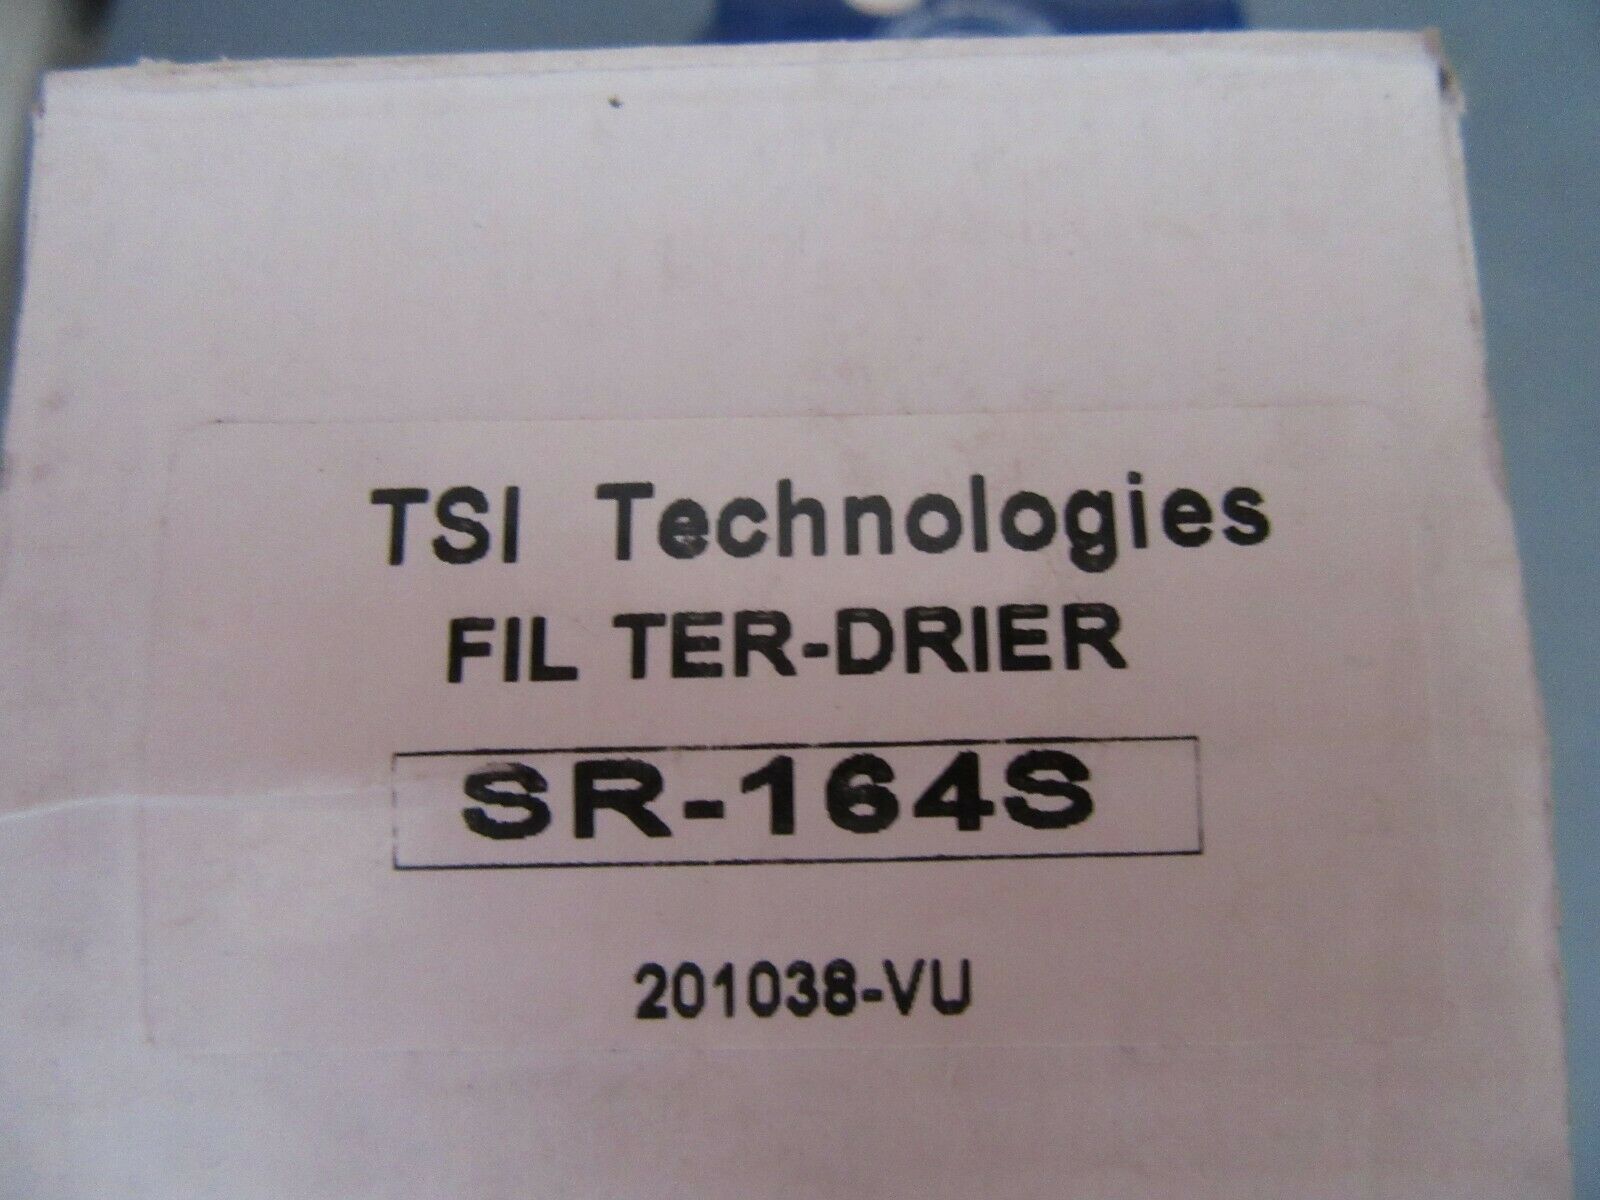 TSI Technologies
FIL TER-DRIER
SR-164S
201038-VU